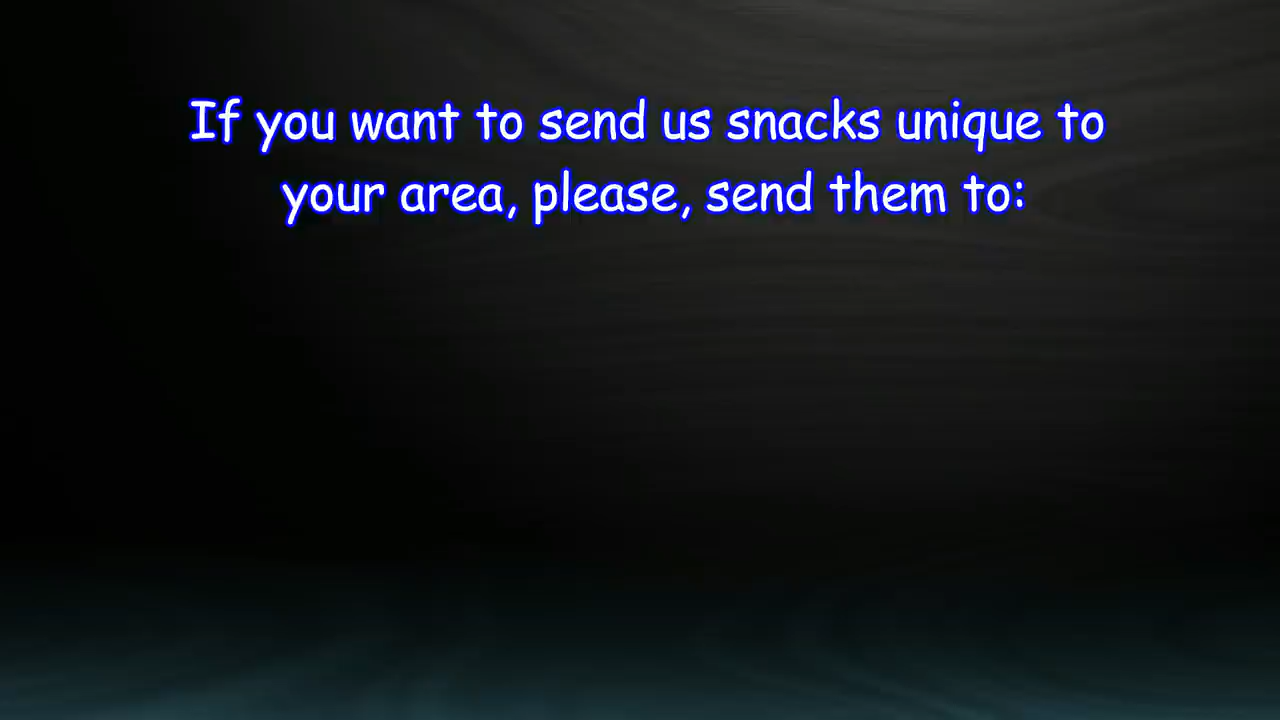 If you want to send us snacks unique to
your area, please, send them to: